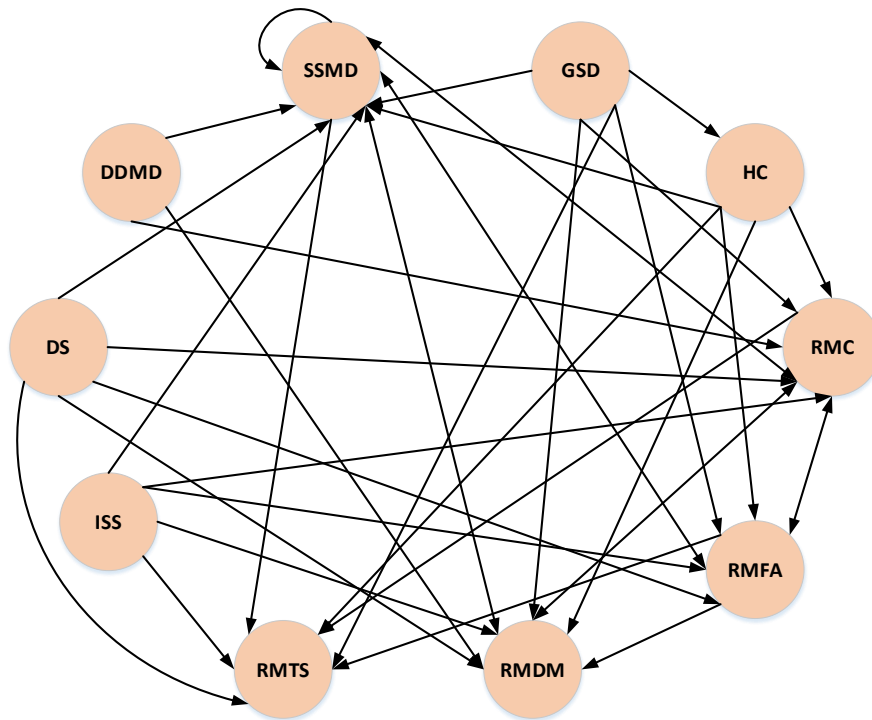 SSMD
GSD
DDMD
HC
DS
RMC
ISS
RMFA
RMTS
RMDM